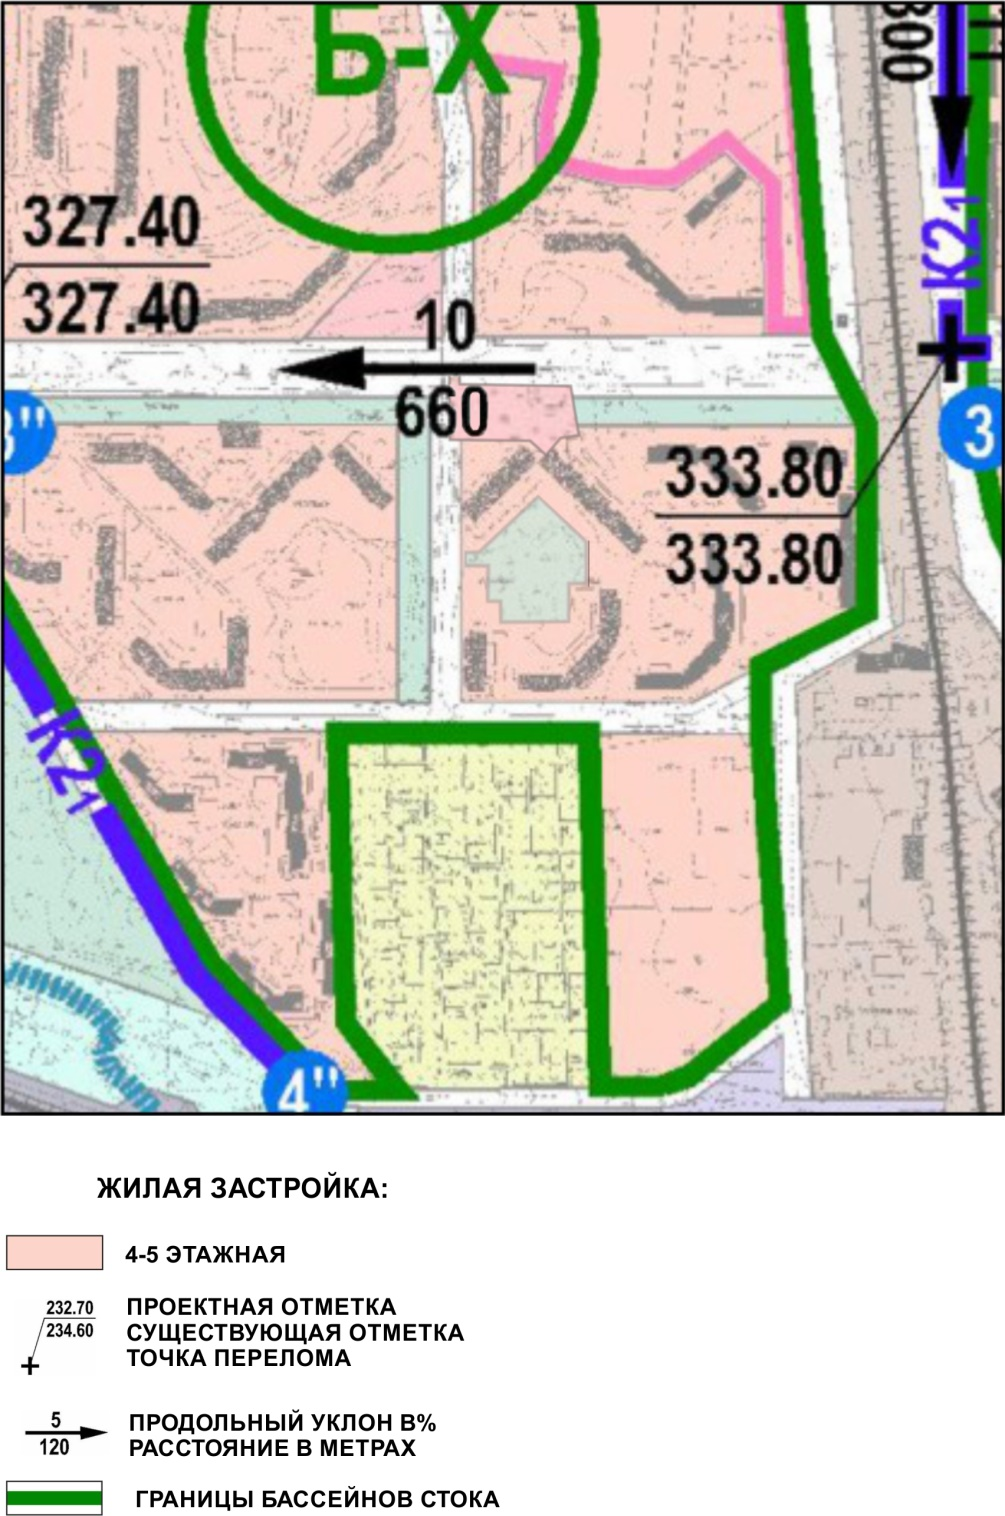 Б-Х
800
327.40
327.40
К2₁
10
660
3''
3
333.80
333.80
К2₁
4''
ЖИЛАЯ ЗАСТРОЙКА:
4-5 ЭТАЖНАЯ
232.70
234.60
ПРОЕКТНАЯ ОТМЕТКА
СУЩЕСТВУЮЩАЯ ОТМЕТКА
ТОЧКА ПЕРЕЛОМА
5
120
ПРОДОЛЬНЫЙ УКЛОН В%
РАССТОЯНИЕ В МЕТРАХ
ГРАНИЦЫ БАССЕЙНОВ СТОКА